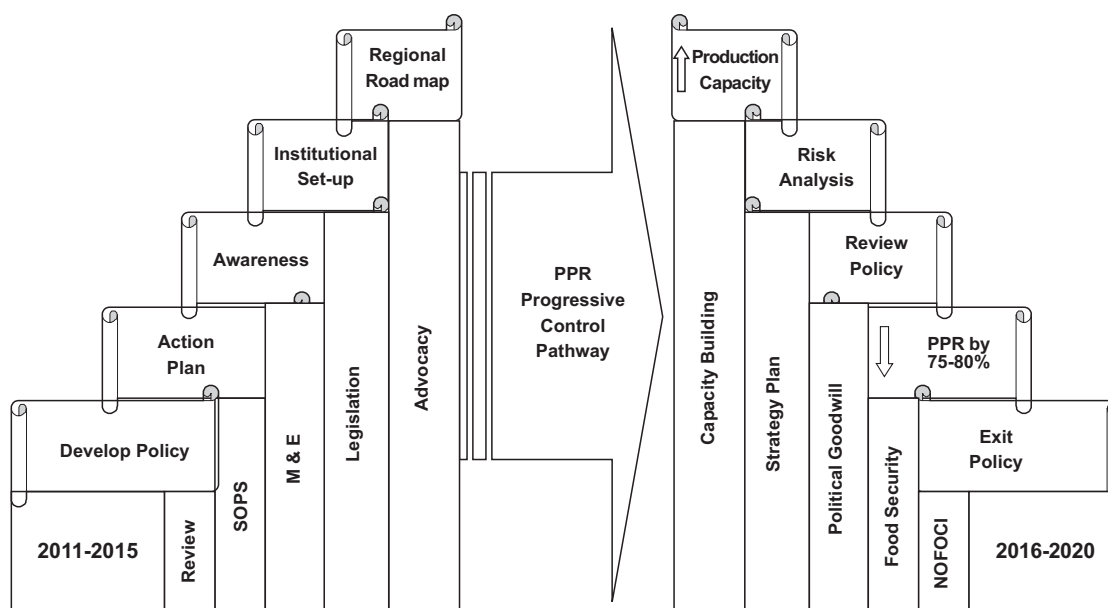 Regional
Road map
Institutional
Set-up
Awareness
Action
Plan
Develop Policy
2011-2015
Review
SOPS
M & E
Legislation
Advocacy
PPR
Progressive
Control
Pathway
Production
Capacity
Risk
Analysis
Review
Policy
PPR by
75-80%
Exit
Policy
Capacity Building
Strategy Plan
Political Goodwill
Food Security
NOFOCI
2016-2020